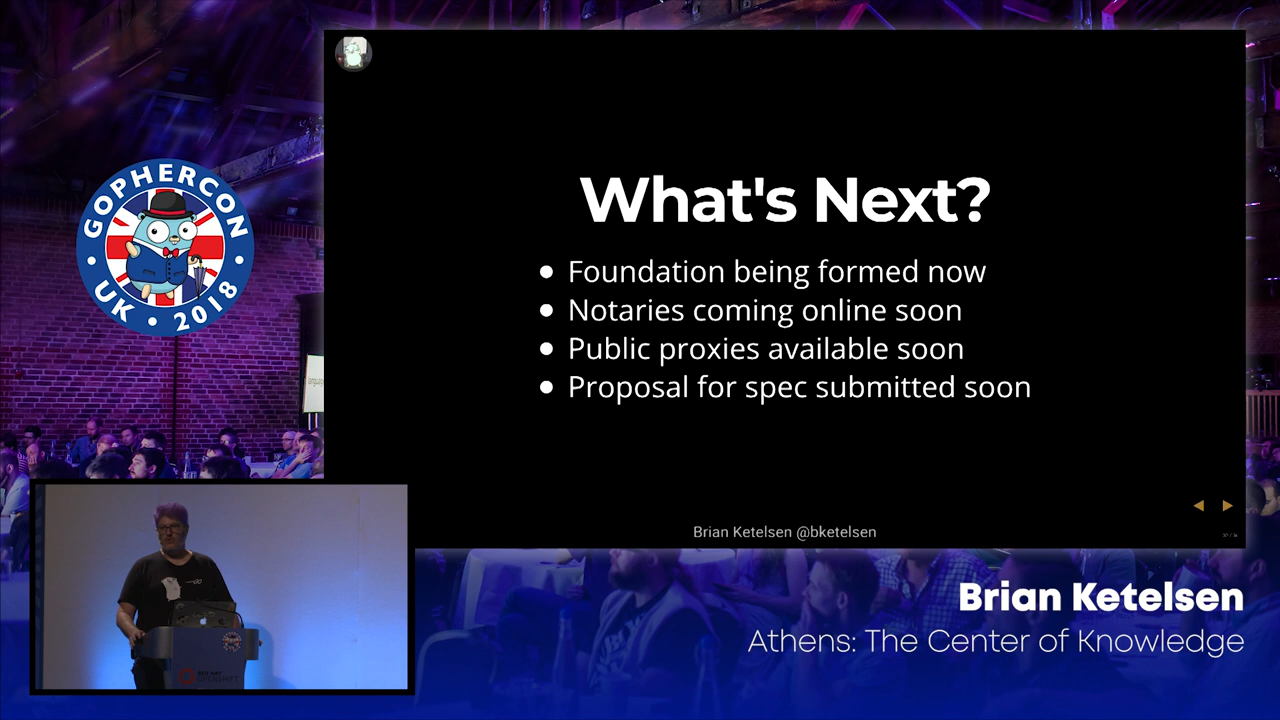 GOPHERCON
UK • 2018
What's Next?
• Foundation being formed now
• Notaries coming online soon
• Public proxies available soon
• Proposal for spec submitted soon
Brian Ketelsen @bketelsen
Brian Ketelsen
Athens: The Center of Knowledge